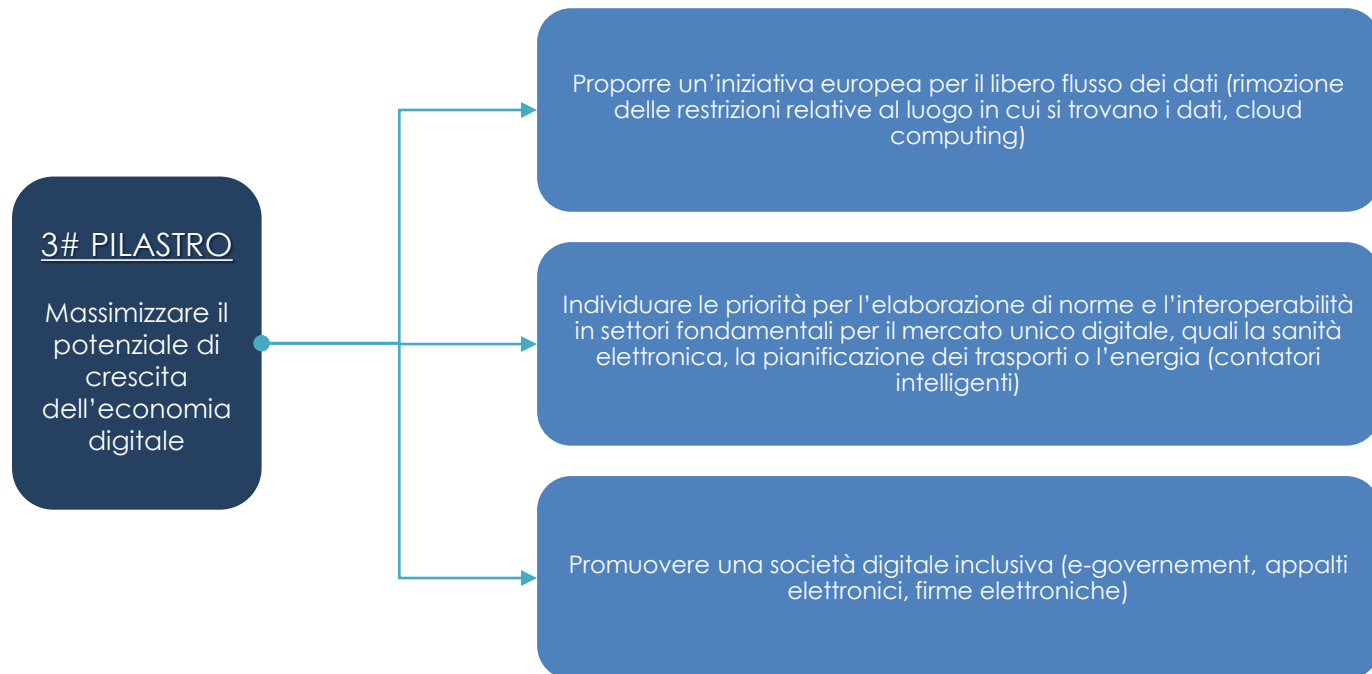 3# PILASTRO
Massimizzare il
potenziale di
crescita
dell’economia
digitale
Proporre un’iniziativa europea per il libero flusso dei dati (rimozione
delle restrizioni relative al luogo in cui si trovano i dati, cloud
computing)
Individuare le priorità per l’elaborazione di norme e l’interoperabilità
in settori fondamentali per il mercato unico digitale, quali la sanità
elettronica, la pianificazione dei trasporti o l’energia (contatori
intelligenti)
Promuovere una società digitale inclusiva (e-governement, appalti
elettronici, firme elettroniche)